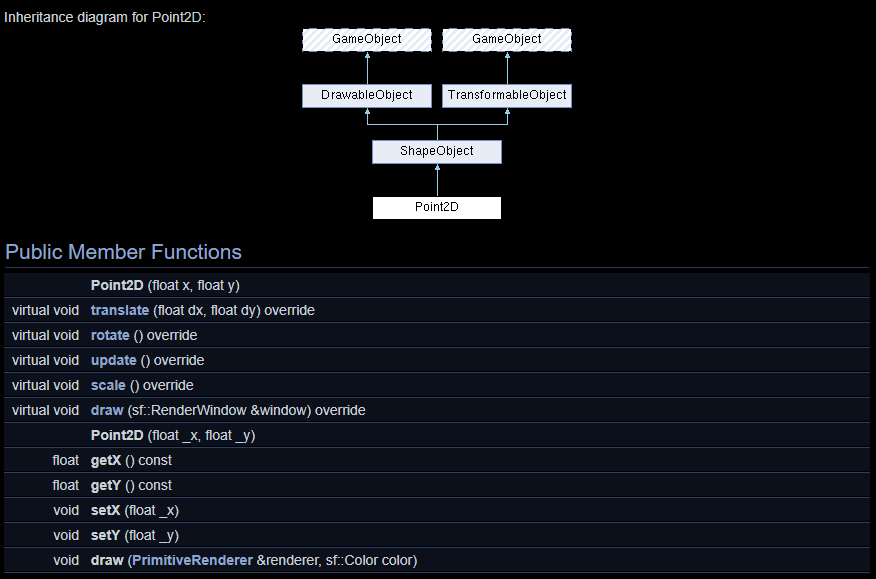 Inheritance diagram for Point2D:
GameObject GameObject
DrawableObject TransformableObject
ShapeObject
Point2D
Public Member Functions
Point2D (float x, float y)
virtual void translate (float dx, float dy) override
virtual void rotate () override
virtual void update () override
virtual void scale () override
virtual void draw (sf::RenderWindow &window) override
Point2D (float _x, float _y)
float getX () const
float getY () const
void setX (float _x)
void setY (float _y)
void draw (PrimitiveRenderer &renderer, sf::Color color)